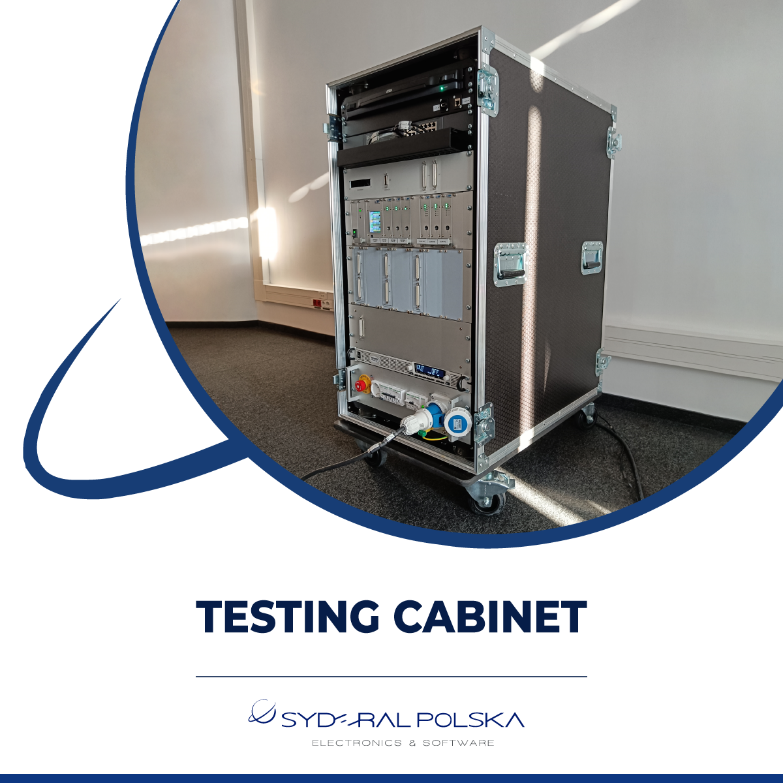 TESTING CABINET
SYDERAL POLSKA
ELECTRONICS & SOFTWARE